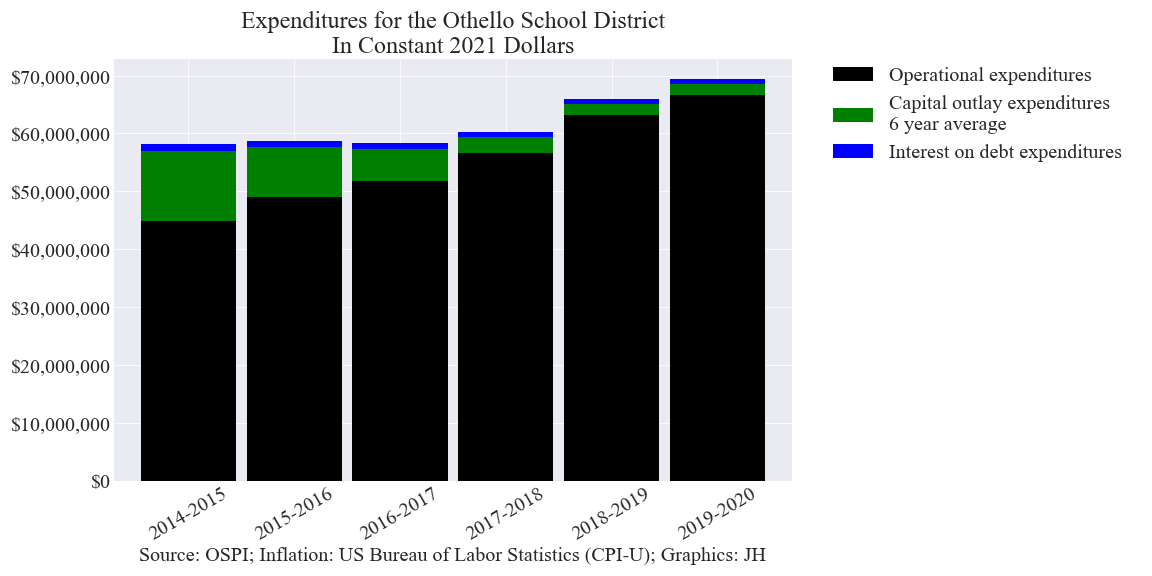 Expenditures for the Othello School District
In Constant 2021 Dollars
$70,000,000
$60,000,000
$50,000,000
$40,000,000
$30,000,000
$20,000,000
$10,000,000
$0
Operational expenditures
Capital outlay expenditures
6 year average
Interest on debt expenditures
2014-2015
2015-2016
2016-2017
2017-2018
2018-2019
2019-2020
Source: OSPI; Inflation: US Bureau of Labor Statistics (CPI-U); Graphics: JH